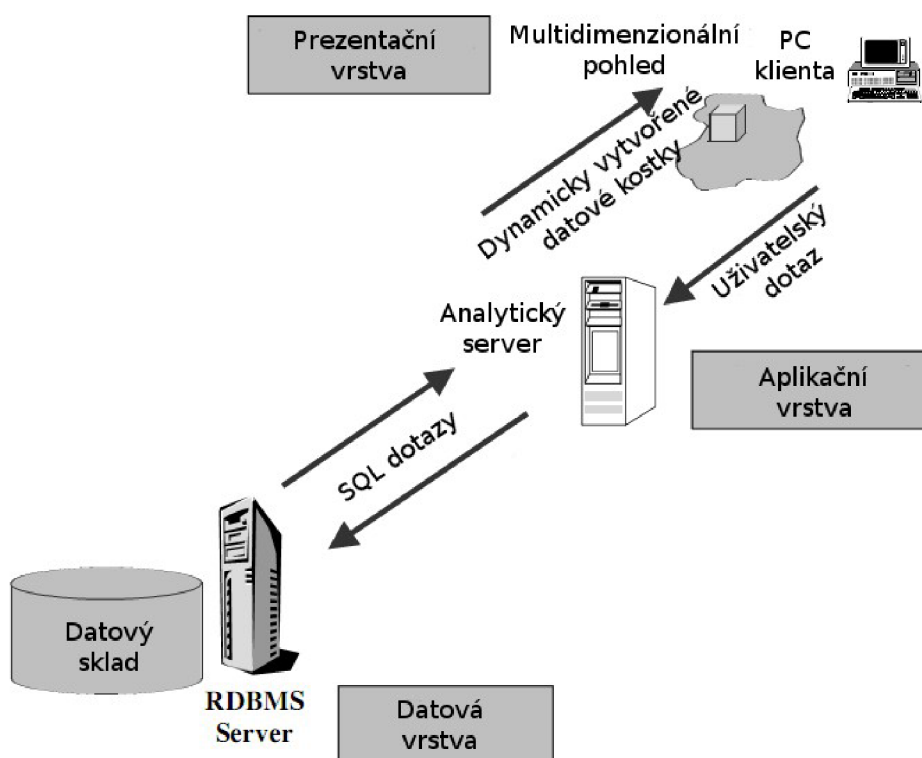 Prezentační
vrstva
Multidimenzionální
pohled
PC
klienta
Dynamicky vytvořené
datové kostky
Uživatelský
dotaz
Analytický
server
Aplikační
vrstva
SQL dotazy
Datový
sklad
RDBMS
Server
Datová
vrstva